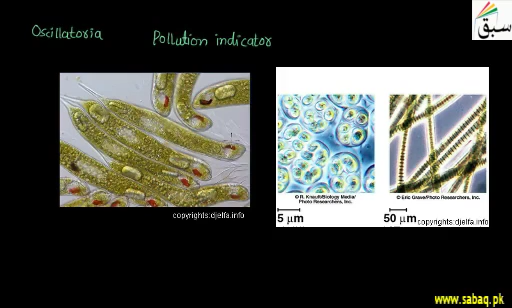 سبق
Oscillatoria
Pollution indicator
copyrights:djelfa.info
© R. Knauft/Biology Media/
Photo Researchers, Inc.
© Eric Grave/Photo Researchers, Inc.
5 μm
50 μm
copyrights:djelfa.info
www.sabaq.pk